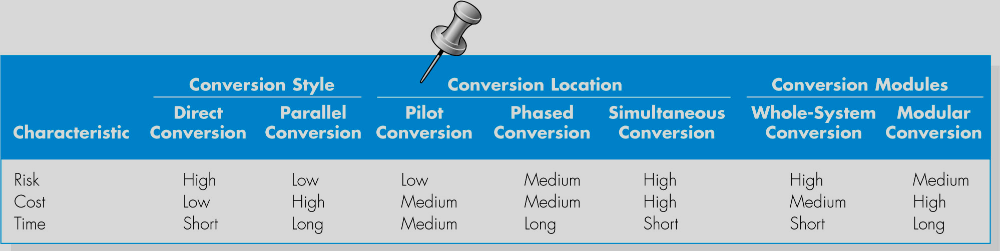 Conversion Style Conversion Location Conversion Modules
Direct Parallel Pilot Phased Simultaneous Whole-System Modular
Characteristic Conversion Conversion Conversion Conversion Conversion Conversion Conversion
Risk High Low Low Medium High High Medium
Cost Low High Medium Medium High Medium High
Time Short Long Medium Long Short Short Long